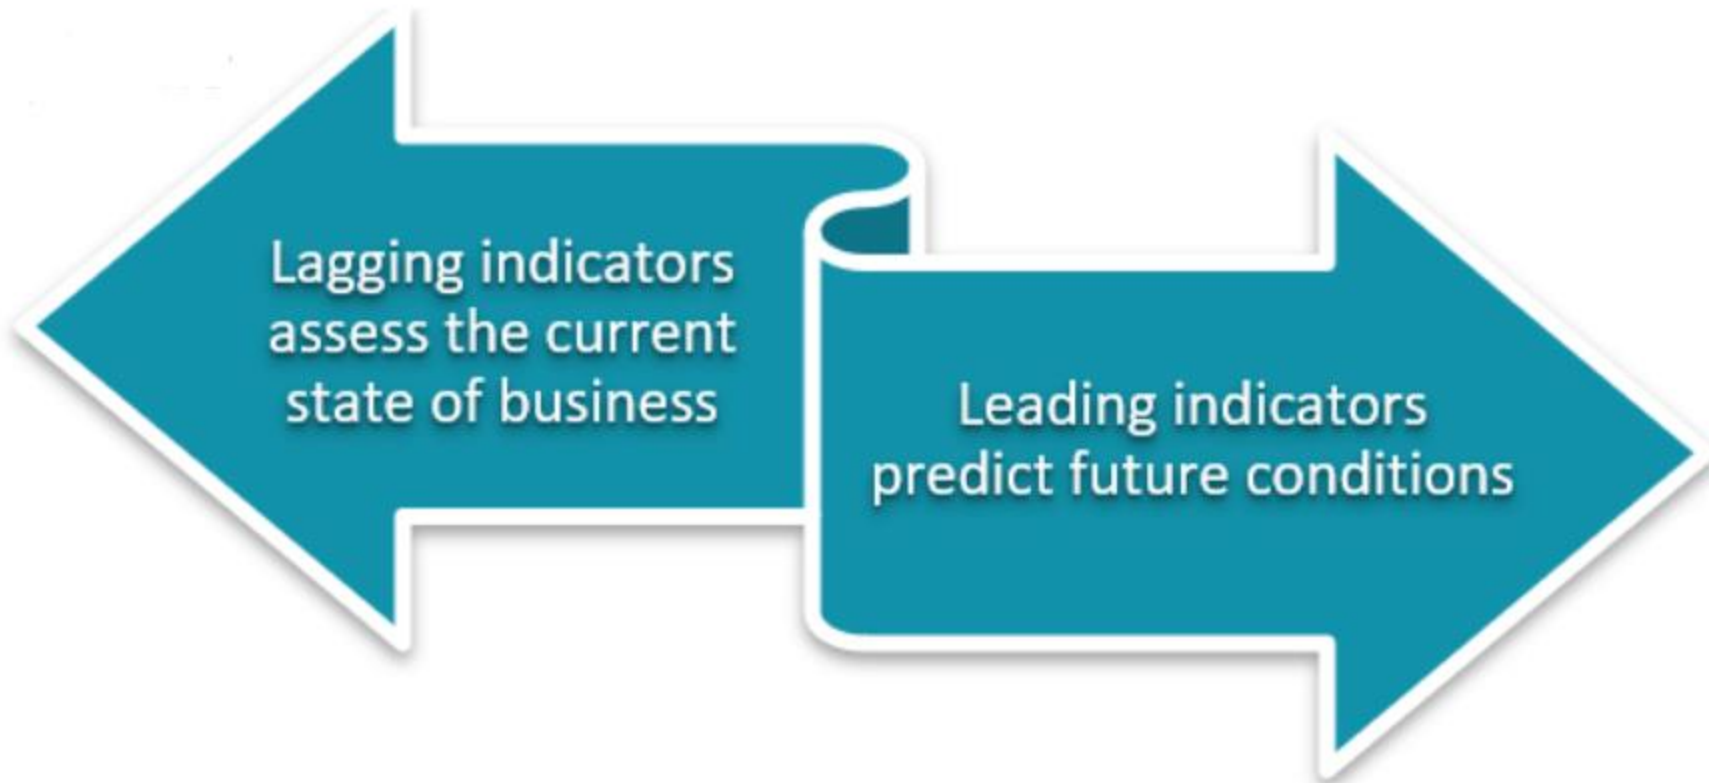 Lagging indicators
assess the current
state of business
Leading indicators
predict future conditions